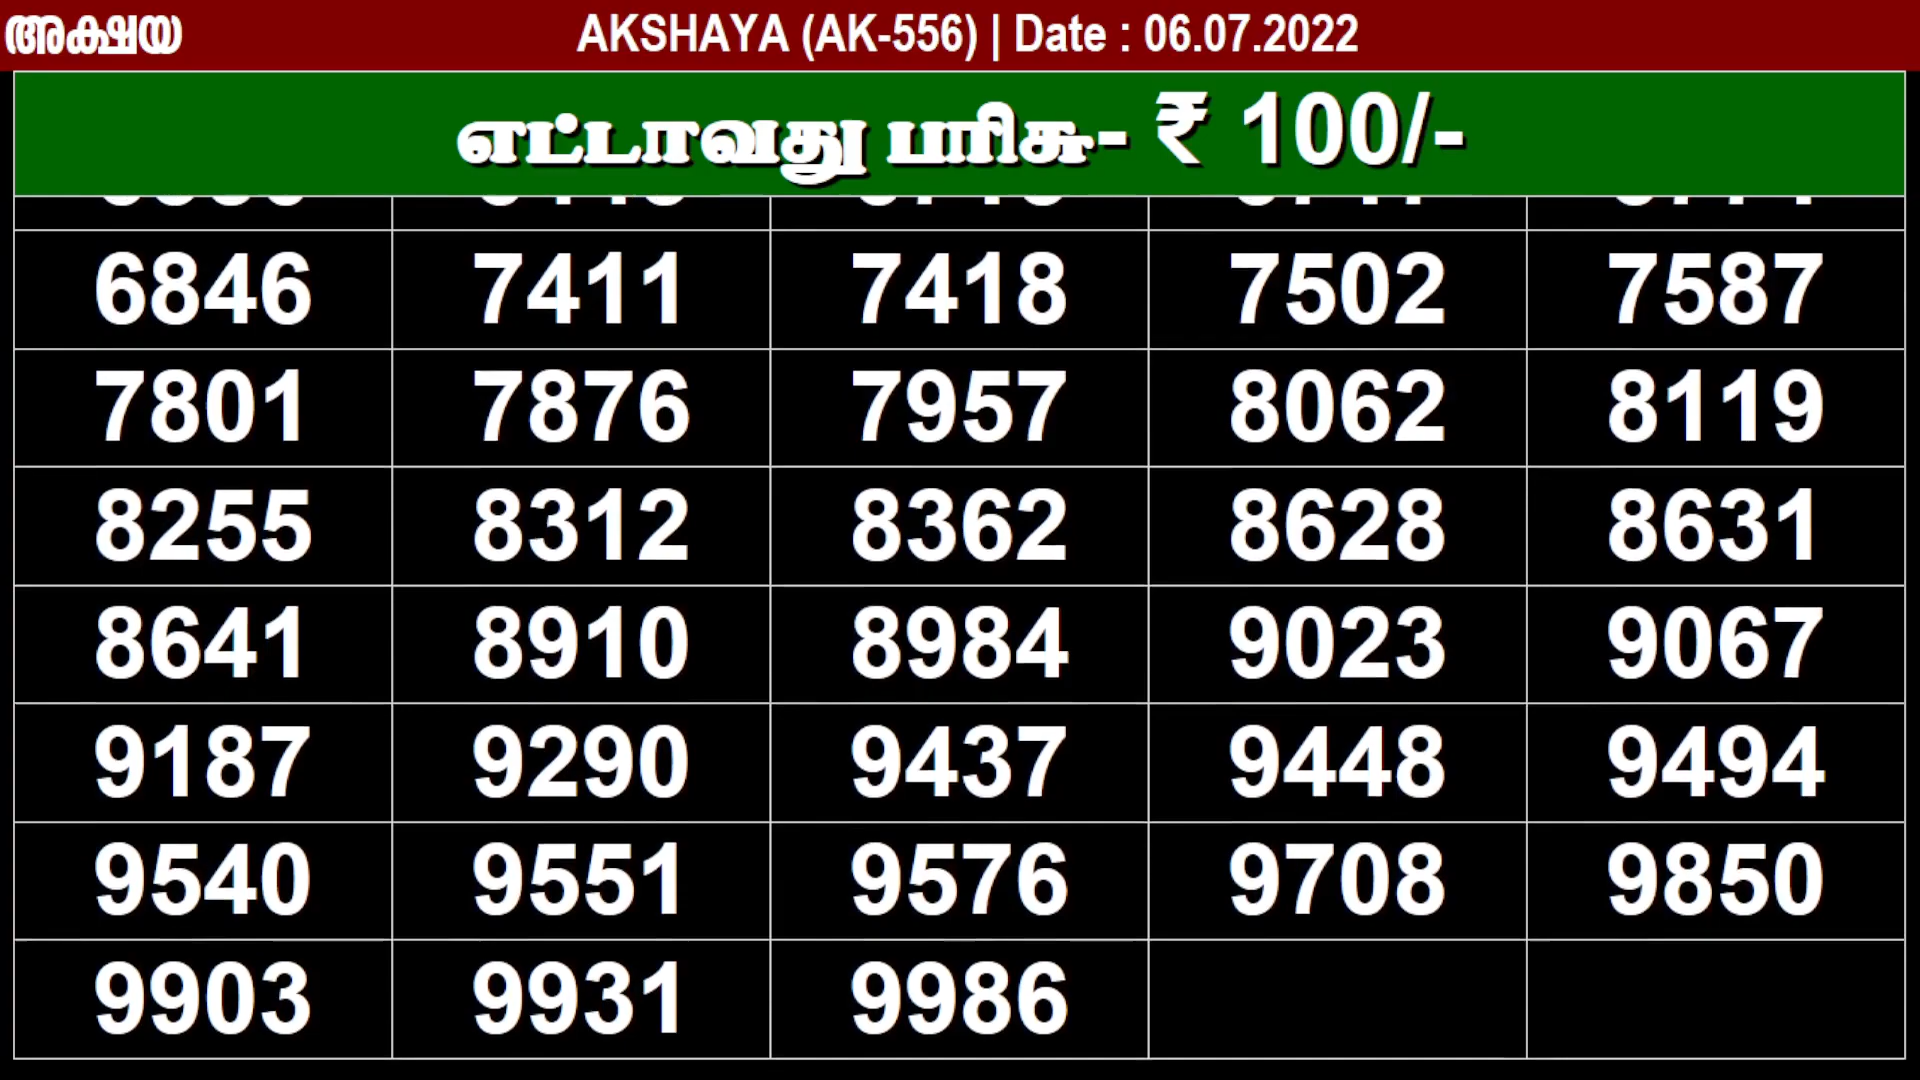 അക്ഷയ AKSHAYA (AK-556) | Date : 06.07.2022
எட்டாவது பரிசு- ₹ 100/-
6846 7411 7418 7502 7587
7801 7876 7957 8062 8119
8255 8312 8362 8628 8631
8641 8910 8984 9023 9067
9187 9290 9437 9448 9494
9540 9551 9576 9708 9850
9903 9931 9986